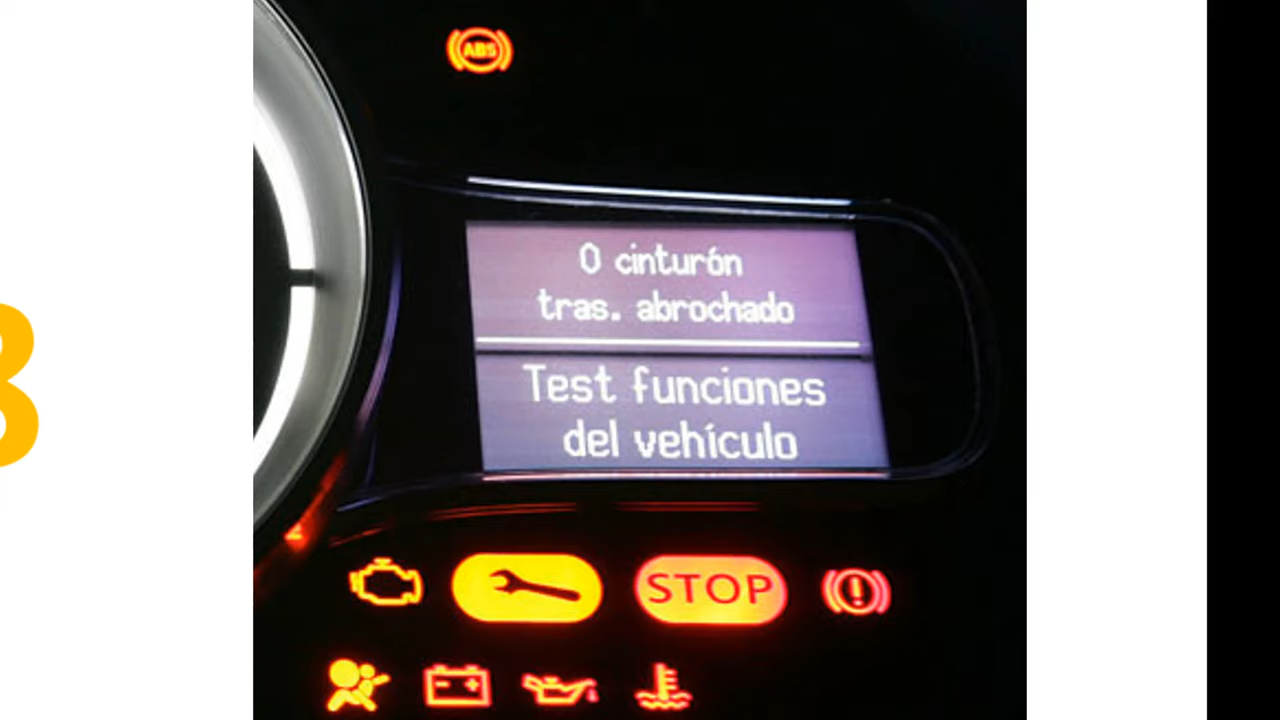 ABS
0 cinturón
tras. abrochado
Test funciones
del vehículo
STOP